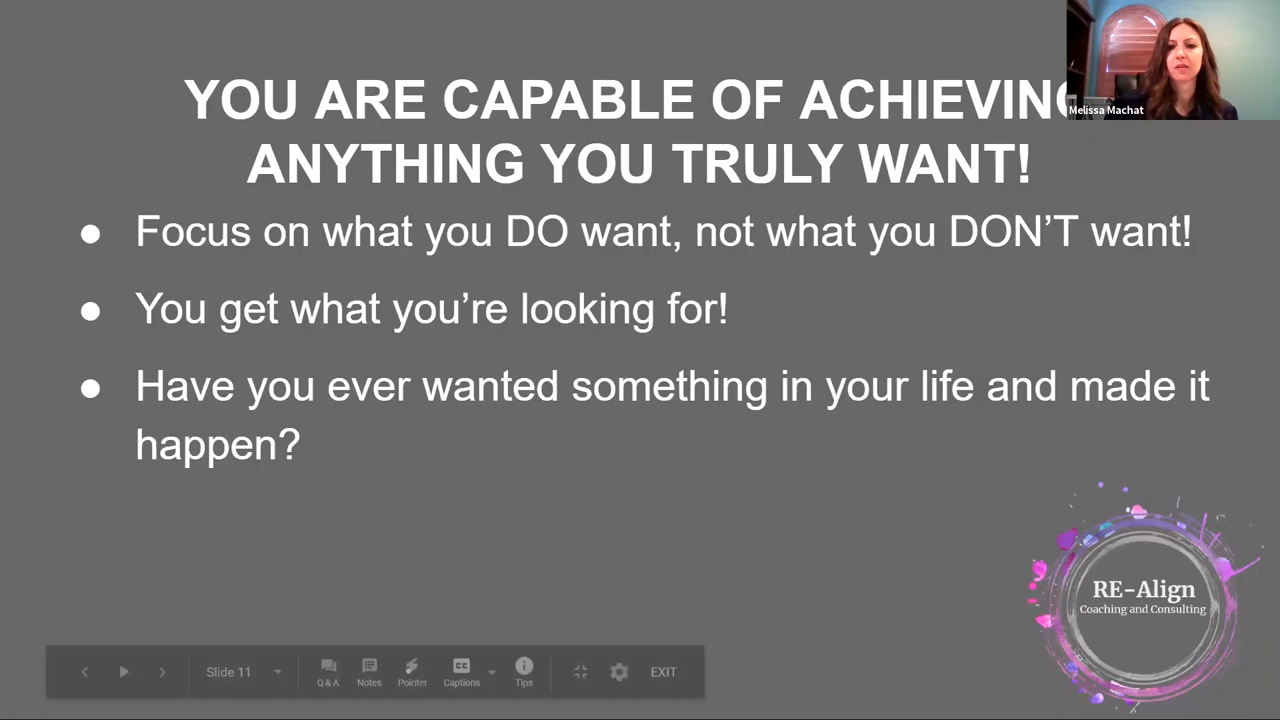 YOU ARE CAPABLE OF ACHIEVING
ANYTHING YOU TRULY WANT!
Melissa Machat
● Focus on what you DO want, not what you DON’T want!
● You get what you’re looking for!
● Have you ever wanted something in your life and made it
happen?
RE-Align
Coaching and Consulting
Slide 11
Q & A
Notes
Pointer
Captions
Tips
EXIT